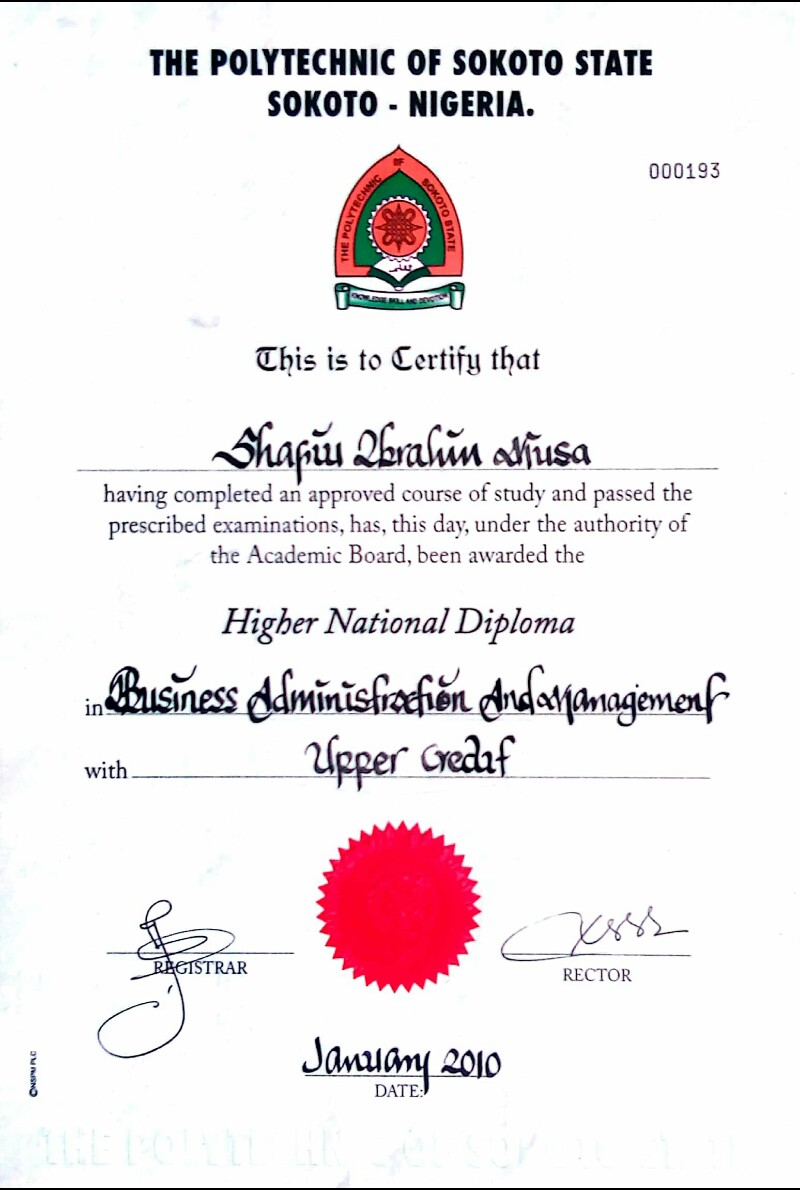 THE POLYTECHNIC OF SOKOTO STATE
SOKOTO - NIGERIA.
000193
THE POLYTECHNIC OF SOKOTO STATE
KNOWLEDGE SKILL AND DEVOTION
This is to Certify that
Shafiu Ibrahim Musa
having completed an approved course of study and passed the
prescribed examinations, has, this day, under the authority of
the Academic Board, been awarded the
Higher National Diploma
in Business Administration And Management
with Upper Credit
REGISTRAR
RECTOR
January 2010
DATE:
©NSPM PLC
THE POLYTECHNIC OF SOKOTO STATE